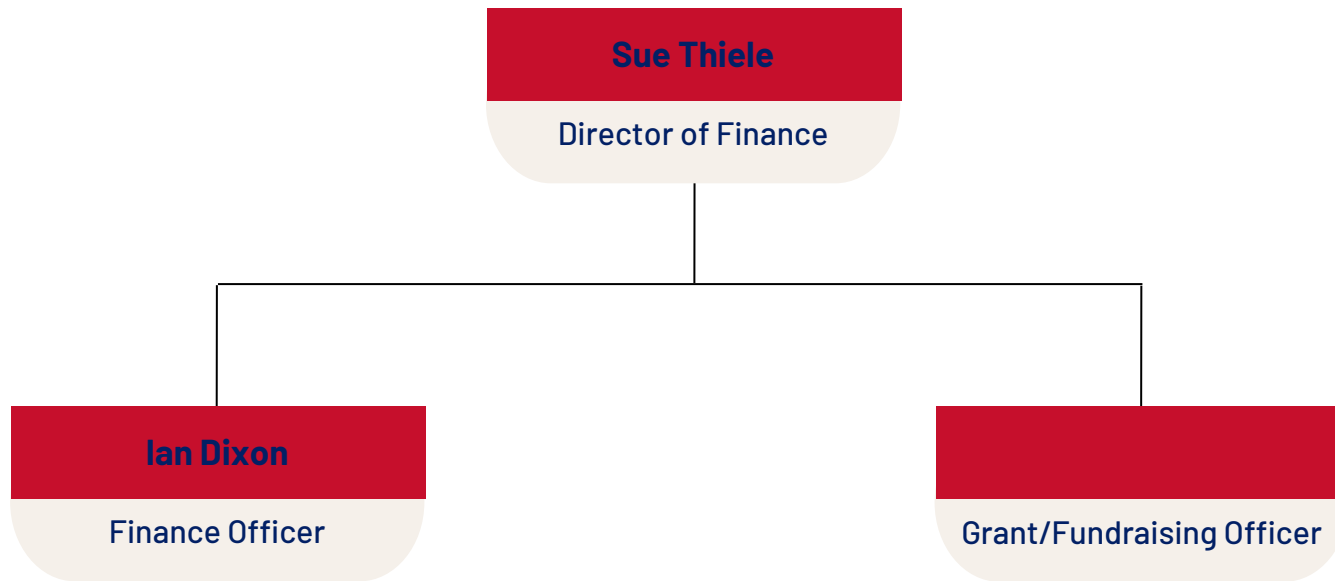 Sue Thiele
Director of Finance
Ian Dixon
Finance Officer
Grant/Fundraising Officer